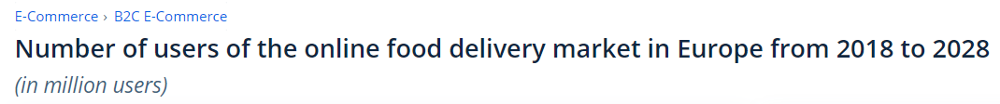 E-Commerce › B2C E-Commerce
Number of users of the online food delivery market in Europe from 2018 to 2028
(in million users)